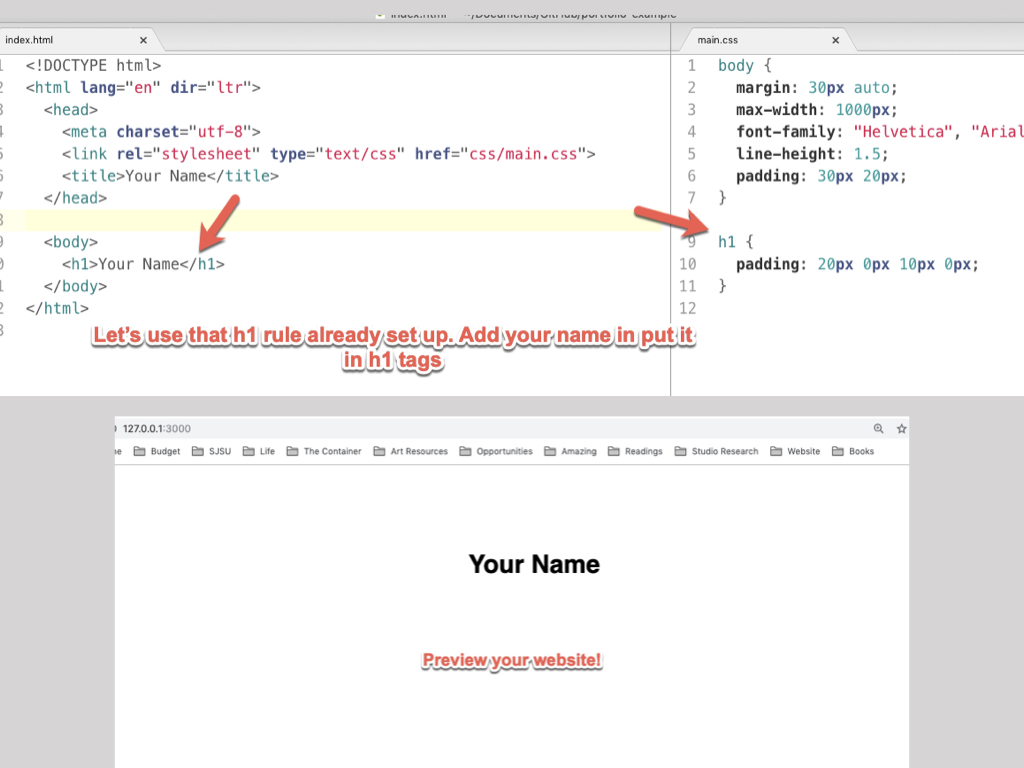 index.html ~/Documents/GitHub/portfolio-example
index.html ×
1 <!DOCTYPE html>
2 <html lang="en" dir="ltr">
3 <head>
4 <meta charset="utf-8">
5 <link rel="stylesheet" type="text/css" href="css/main.css">
6 <title>Your Name</title>
7 </head>
8
9 <body>
0 <h1>Your Name</h1>
1 </body>
2 </html>
3
main.css ×
1 body {
2 margin: 30px auto;
3 max-width: 1000px;
4 font-family: "Helvetica", "Arial
5 line-height: 1.5;
6 padding: 30px 20px;
7 }
9 h1 {
10 padding: 20px 0px 10px 0px;
11 }
12
Let's use that h1 rule already set up. Add your name in put it
in h1 tags
127.0.0.1:3000
Budget SJSU Life The Container Art Resources Opportunities Amazing Readings Studio Research Website Books
Your Name
Preview your website!